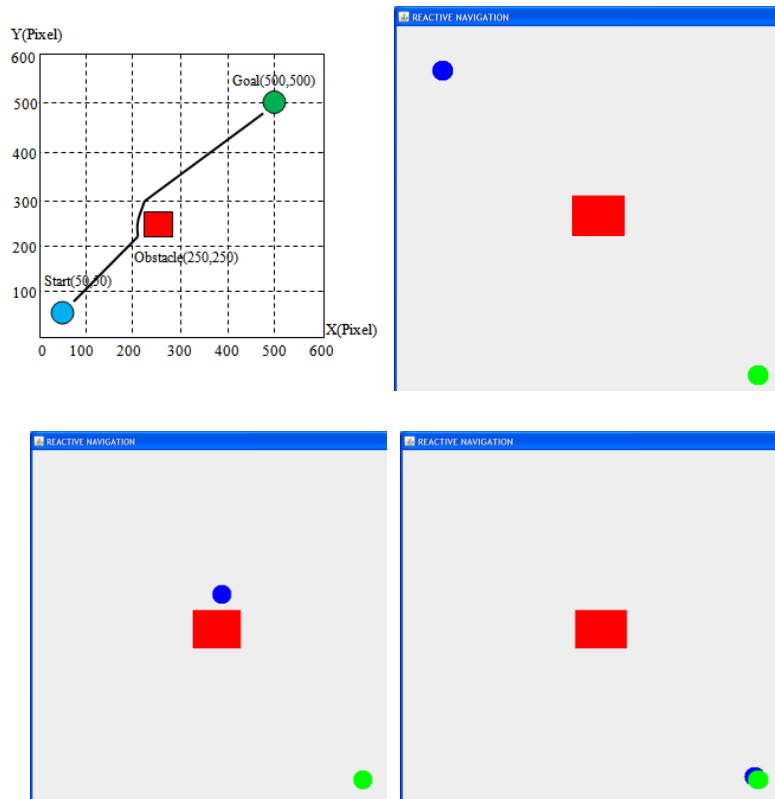 Y(Pixel)
600
Goal(500,500)
500
400
300
200
Obstacle(250,250)
Start(50,50)
100
X(Pixel)
0 100 200 300 400 500 600
REACTIVE NAVIGATION
REACTIVE NAVIGATION
REACTIVE NAVIGATION